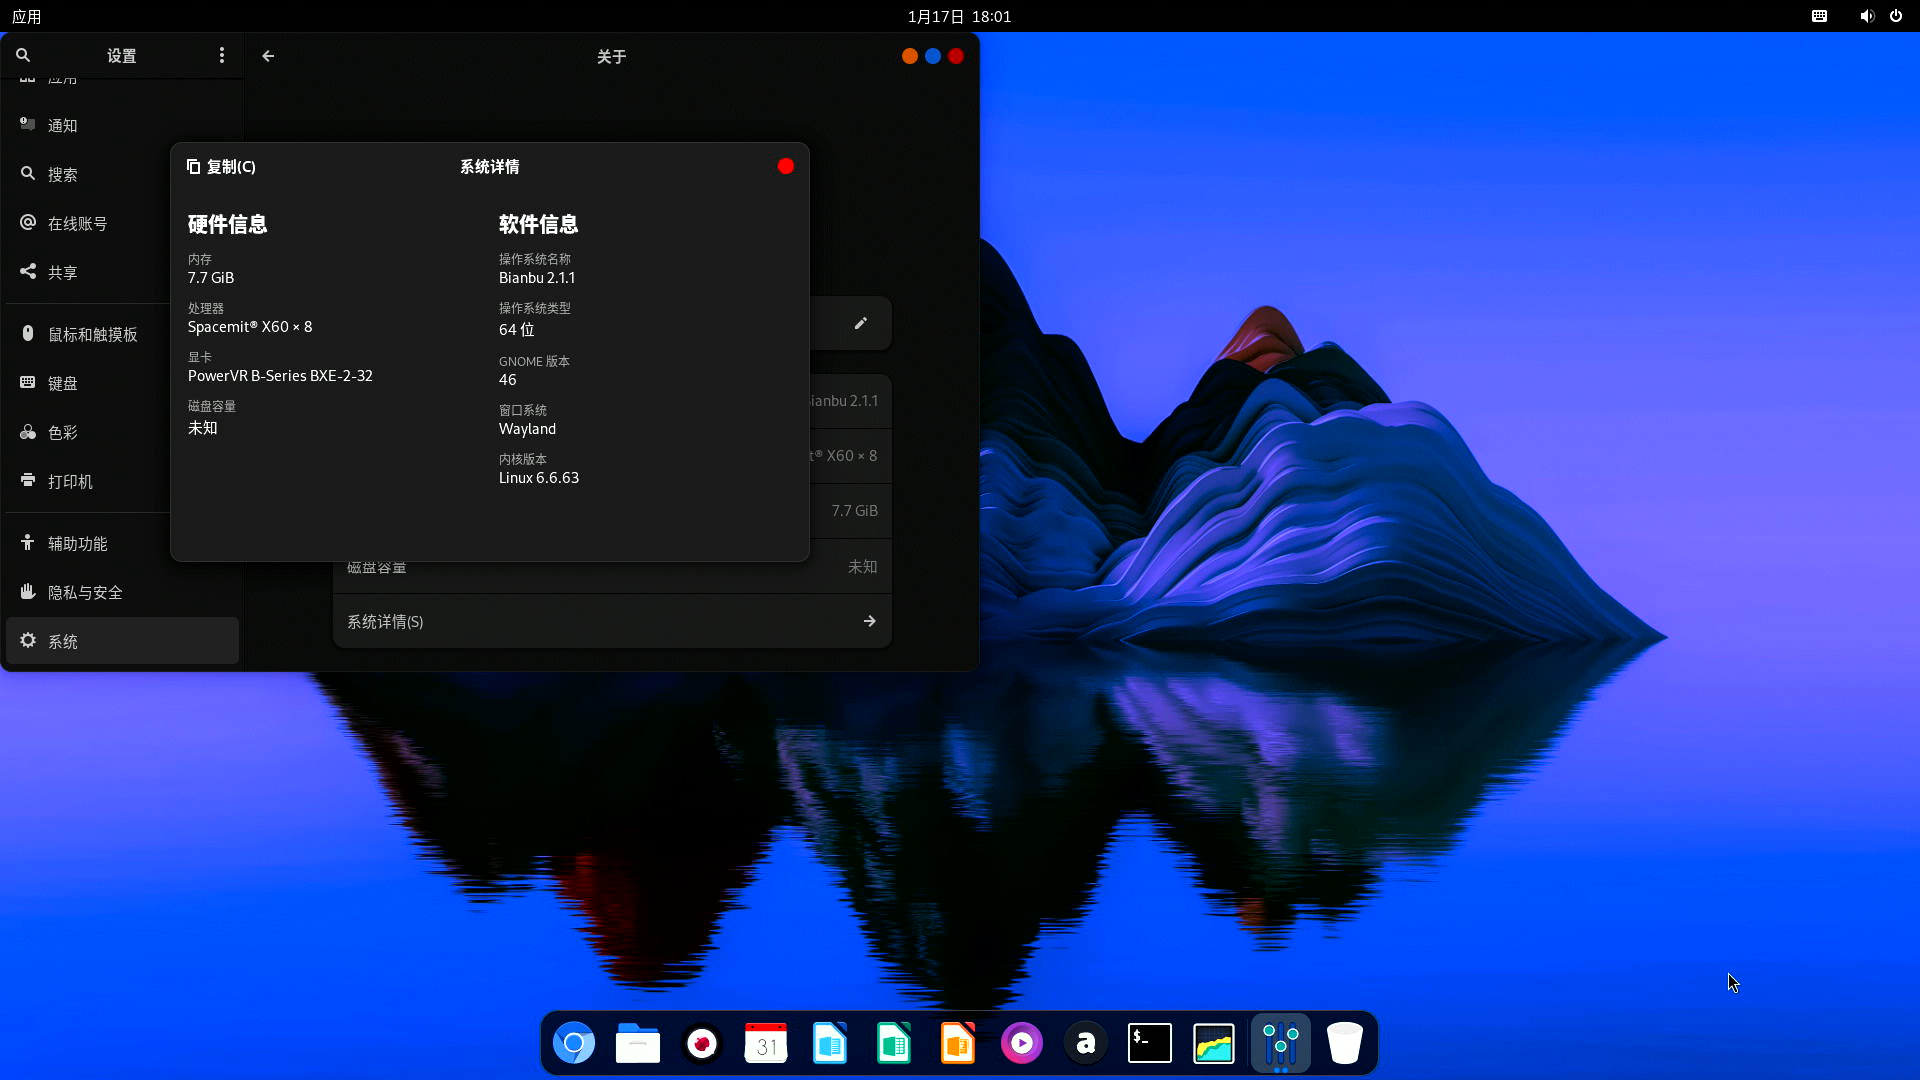 应用
1月17日 18:01
设置
关于
应用
通知
搜索
在线账号
共享
鼠标和触摸板
键盘
色彩
打印机
辅助功能
隐私与安全
系统
复制(C)
系统详情
硬件信息
内存
7.7 GiB
处理器
Spacemit® X60 × 8
显卡
PowerVR B-Series BXE-2-32
磁盘容量
未知
软件信息
操作系统名称
Bianbu 2.1.1
操作系统类型
64 位
GNOME 版本
46
窗口系统
Wayland
内核版本
Linux 6.6.63
ianbu 2.1.1
t® X60 × 8
7.7 GiB
磁盘容量
未知
系统详情(S)
31
a
$-